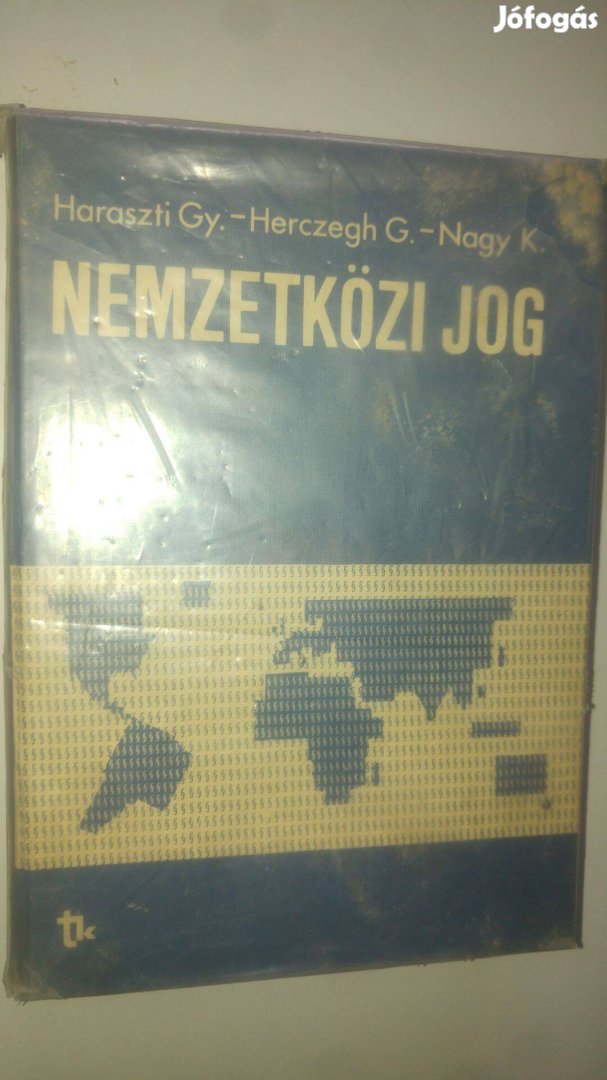 Jófogás
Haraszti Gy.–Herczegh G.–Nagy K.
NEMZETKÖZI JOG
tk